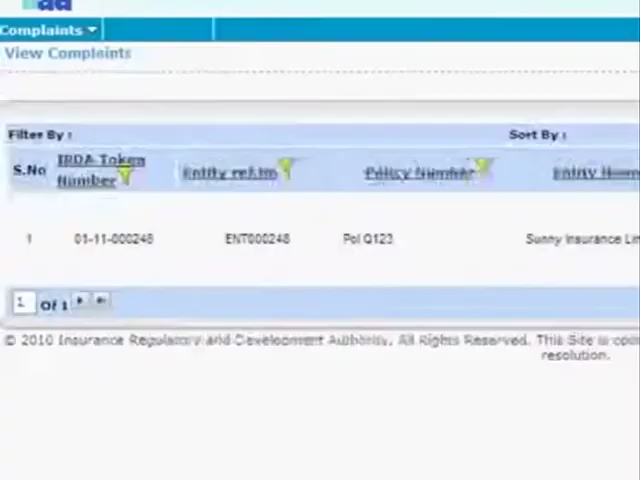 Complaints
View Complaints
Filter By :
Sort By :
S.No
IRDA Token Number
Entity ref.no
Policy Number
Entity
1
01-11-000248
ENT000248
Pol Q123
Sunny Insurance
1 Of 1
© 2010 Insurance Regulatory and Development Authority. All Rights Reserved. This Site is
resolution.